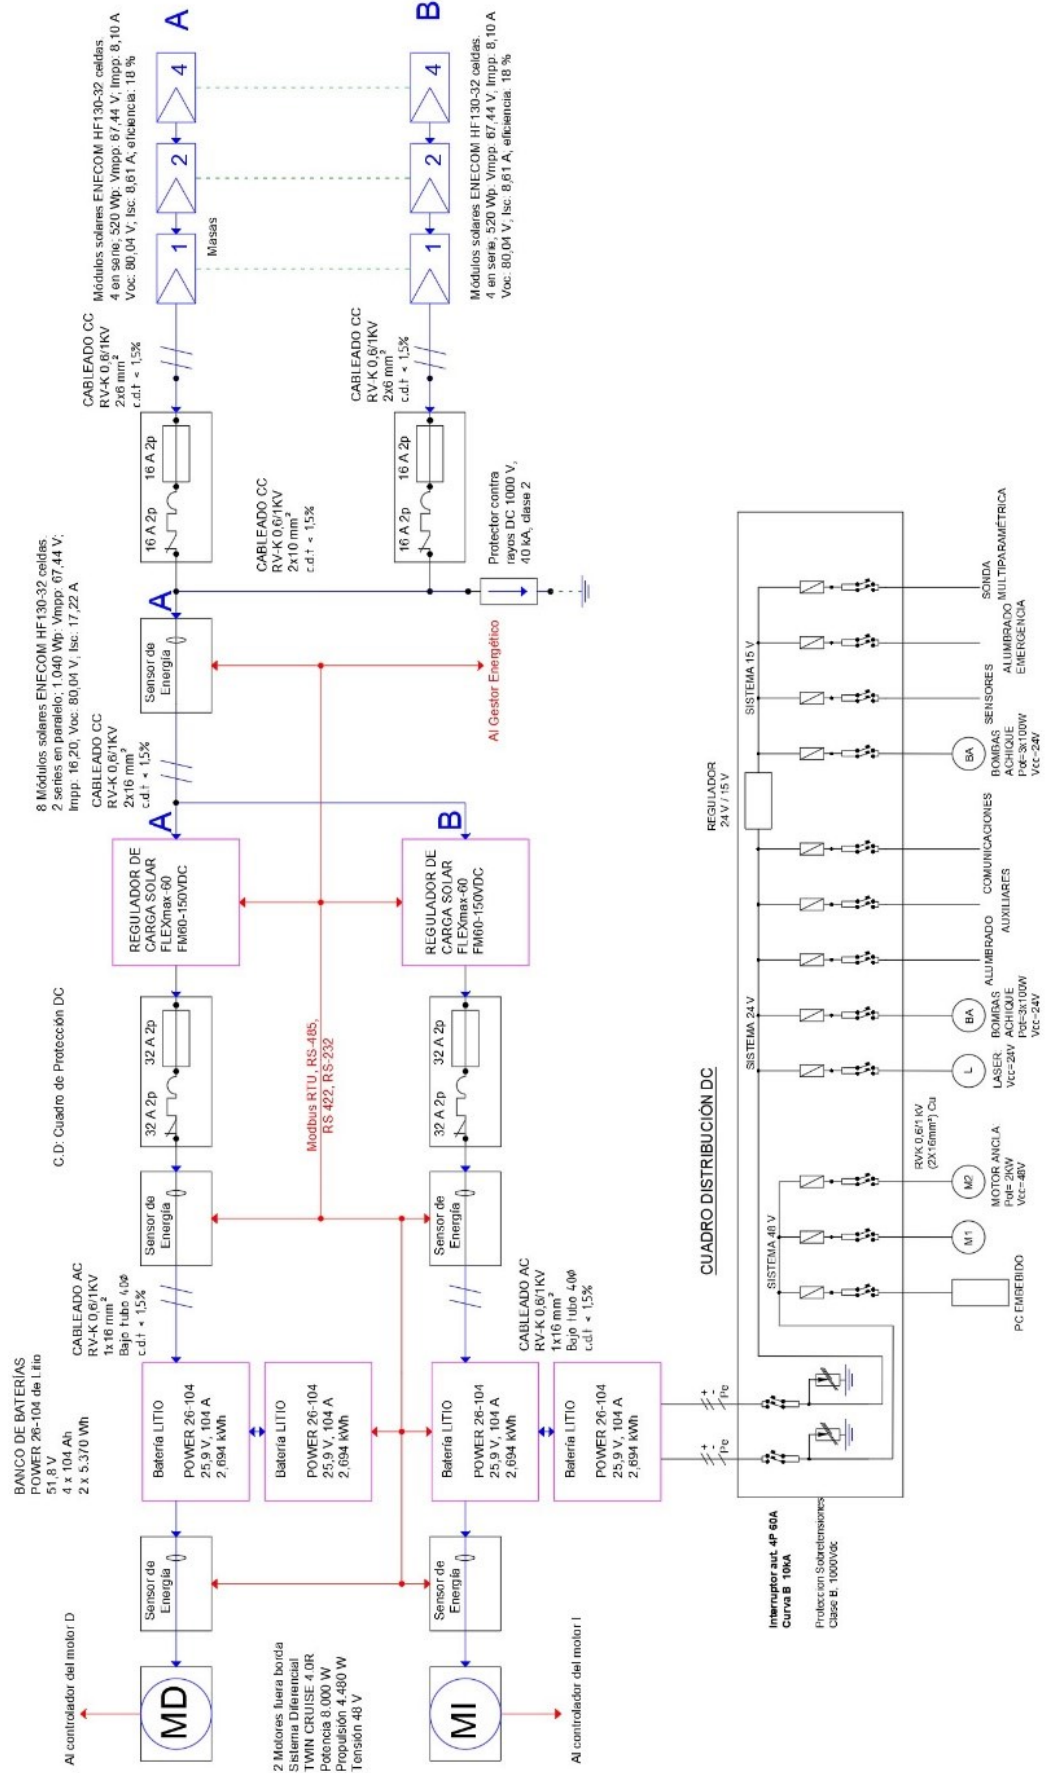 Al controlador del motor D
MD
2 Motores fuera borda
Sistema Diferencial
TWIN CRUISE 4.0R
Potencia 8.000 W
Propulsión 4.480 W
Tensión 48 V
MI
Al controlador del motor I
Sensor de
Energía
Sensor de
Energía
BANCO DE BATERÍAS
POWER 26-104 de Litio
51,8 V
4 x 104 Ah
2 x 5.370 Wh
Batería LITIO
POWER 26-104
25,9 V, 104 A
2,694 kWh
Batería LITIO
POWER 26-104
25,9 V, 104 A
2,694 kWh
Batería LITIO
POWER 26-104
25,9 V, 104 A
2,694 kWh
Batería LITIO
POWER 26-104
25,9 V, 104 A
2,694 kWh
CABLEADO AC
RV-K 0,6/1KV
1x16 mm²
Bajo tubo 40ϕ
c.d.t < 1,5%
CABLEADO AC
RV-K 0,6/1KV
1x16 mm²
Bajo tubo 40ϕ
c.d.t < 1,5%
Sensor de
Energía
Sensor de
Energía
C.D: Cuadro de Protección DC
32 A 2p
32 A 2p
32 A 2p
32 A 2p
Modbus RTU, RS-485,
RS 422, RS-232
REGULADOR DE
CARGA SOLAR
FLEXmax-60
FM60-150VDC
REGULADOR DE
CARGA SOLAR
FLEXmax-60
FM60-150VDC
A
B
8 Módulos solares ENECOM HF130-32 celdas.
2 series en paralelo; 1.040 Wp: Vmpp: 67,44 V;
Impp: 16,20, Voc: 80,04 V, Isc: 17,22 A
CABLEADO CC
RV-K 0,6/1KV
2x16 mm²
c.d.t < 1,5%
Sensor de
Energía
A
Al Gestor Energético
16 A 2p
16 A 2p
CABLEADO CC
RV-K 0,6/1KV
2x10 mm²
c.d.t < 1,5%
16 A 2p
16 A 2p
Protector contra
rayos DC 1000 V,
40 kA, clase 2
CABLEADO CC
RV-K 0,6/1KV
2x6 mm²
c.d.t < 1,5%
CABLEADO CC
RV-K 0,6/1KV
2x6 mm²
c.d.t < 1,5%
Módulos solares ENECOM HF130-32 celdas.
4 en serie; 520 Wp: Vmpp: 67,44 V; Impp: 8,10 A
Voc: 80,04 V; Isc: 8,61 A; eficiencia: 18 %
1
2
4
A
Masas
1
2
4
B
Módulos solares ENECOM HF130-32 celdas.
4 en serie; 520 Wp: Vmpp: 67,44 V; Impp: 8,10 A
Voc: 80,04 V; Isc: 8,61 A; eficiencia: 18 %
CUADRO DISTRIBUCIÓN DC
Interruptor aut. 4P 60A
Curva B 10kA
Proteccion Sobretensiones
Clase B. 1000Vdc
+
-
Pe
+
-
Pe
SISTEMA 48 V
SISTEMA 24 V
REGULADOR
24 V / 15 V
SISTEMA 15 V
RVK 0,6/1 kV
(2X16mm²) Cu
PC EMBEBIDO
M1
M2
MOTOR ANCLA
Pot= 2KW
Vcc=48V
L
LASER
Vcc=24V
BA
BOMBAS
ACHIQUE
Pot=3x100W
Vcc=24V
ALUMBRADO
AUXILIARES
COMUNICACIONES
BA
BOMBAS
ACHIQUE
Pot=3x100W
Vcc=24V
SENSORES
ALUMBRADO
EMERGENCIA
SONDA
MULTIPARAMÉTRICA